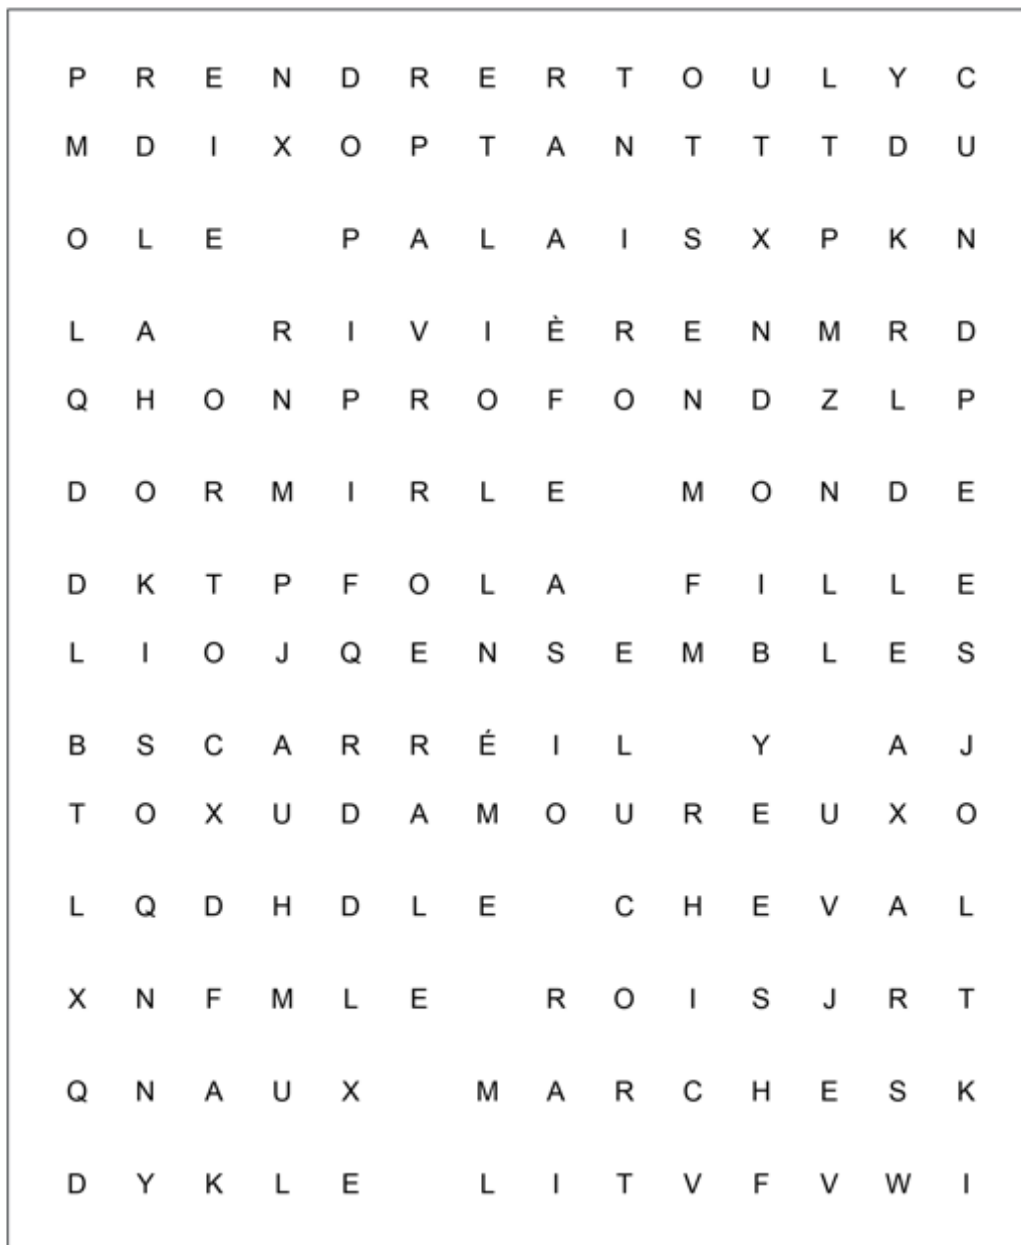 P R E N D R E R T O U L Y C
M D I X O P T A N T T T D U
O L E   P A L A I S X P K N
L A   R I V I È R E N M R D
Q H O N P R O F O N D Z L P
D O R M I R L E   M O N D E
D K T P F O L A   F I L L E
L I O J Q E N S E M B L E S
B S C A R R É I L   Y   A J
T O X U D A M O U R E U X O
L Q D H D L E   C H E V A L
X N F M L E   R O I S J R T
Q N A U X   M A R C H E S K
D Y K L E   L I T V F V W I